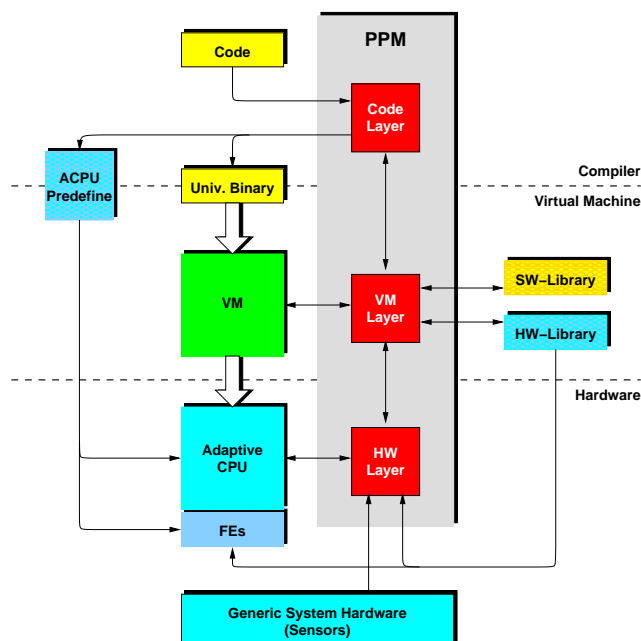 PPM
Code
Code
Layer
ACPU
Predefine
Univ. Binary
Compiler
Virtual Machine
VM
VM
Layer
SW–Library
HW–Library
Hardware
Adaptive
CPU
HW
Layer
FEs
Generic System Hardware
(Sensors)